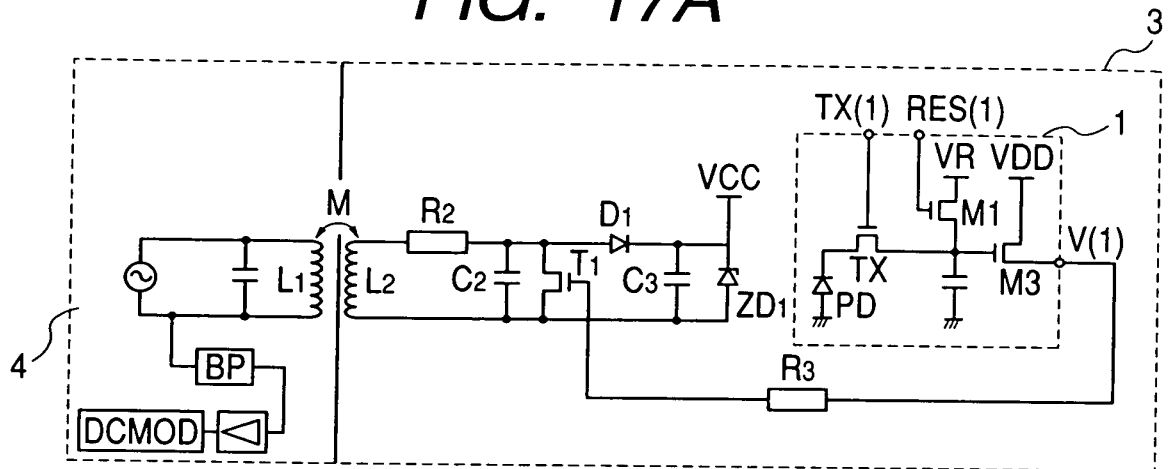 FIG. 17A
3
TX(1) RES(1)
1
VR VDD
VCC
M
R2
D1
M1
V(1)
T1
L1
L2
C2
C3
ZD1
TX
M3
PD
4
BP
R3
DCMOD